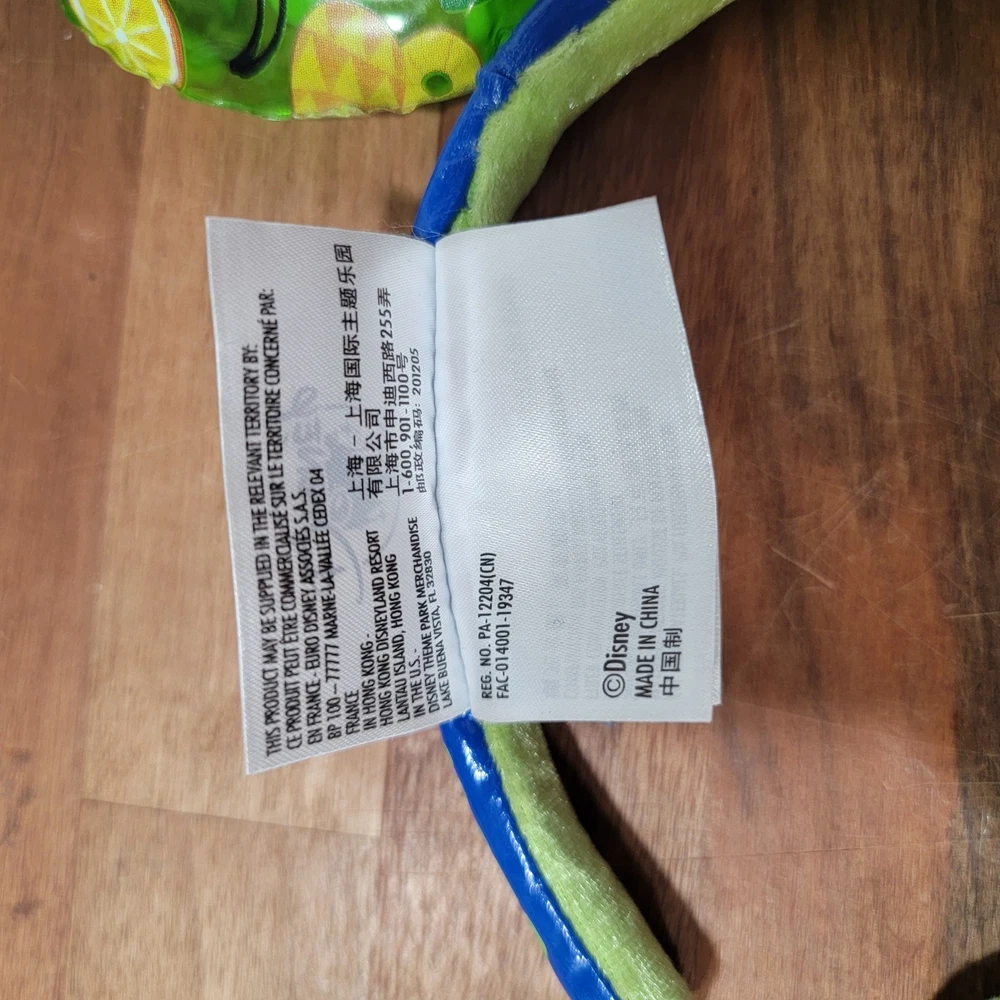 THIS PRODUCT MAY BE SUPPLIED IN THE RELEVANT TERRITORY BY:
CE PRODUIT PEUT ÊTRE COMMERCIALISÉ SUR LE TERRITOIRE CONCERNÉ PAR:
EN FRANCE - EURO DISNEY ASSOCIÉS S.A.S.
BP 100 – 77777 MARNE-LA-VALLÉE CEDEX 04
FRANCE
IN HONG KONG -
HONG KONG DISNEYLAND RESORT
LANTAU ISLAND, HONG KONG
IN THE U.S. -
DISNEY THEME PARK MERCHANDISE
LAKE BUENA VISTA, FL 32830
上海 - 上海国际主题乐园
有限公司
上海市申迪西路255弄
1-600,901-1100号
邮政编码: 201205
REG. NO. PA-12204(CN)
FAC-014001-19347
©Disney
MADE IN CHINA
中国制